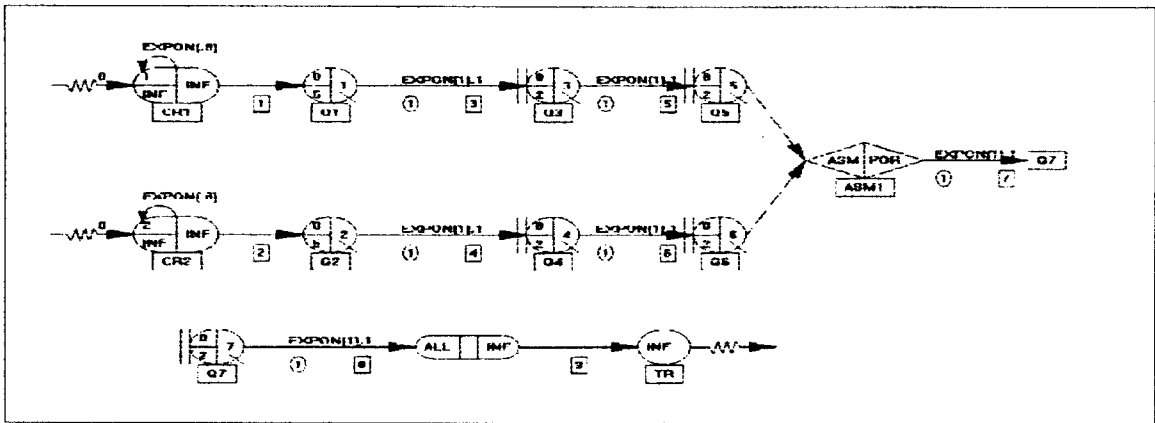 EXPON[.8]
0 1 INF INF 1 0 5 1 EXPON[1],1 1 3 0 2 3 EXPON[1],1 1 5 0 2 5
CR1 Q1 Q3 Q5
ASM POR EXPON[1],1 1 7 Q7
ASM1
EXPON[.8]
0 2 INF INF 2 0 5 2 EXPON[1],1 1 4 0 2 4 EXPON[1],1 1 6 0 2 6
CR2 Q2 Q4 Q6
0 2 7 EXPON[1],1 1 8 ALL INF 9 INF
Q7 TR